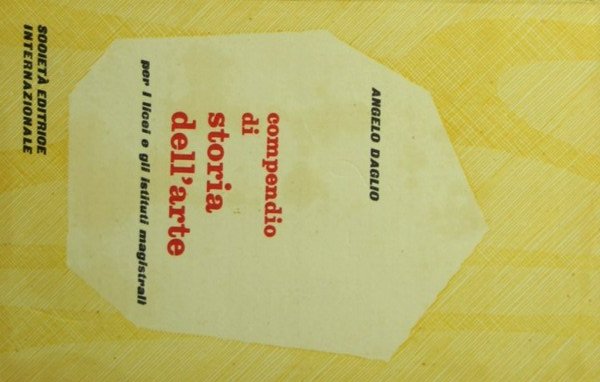 ANGELO DAGLIO
compendio
di
storia
dell'arte
per i licei e gli istituti magistrali
SOCIETÀ EDITRICE
INTERNAZIONALE